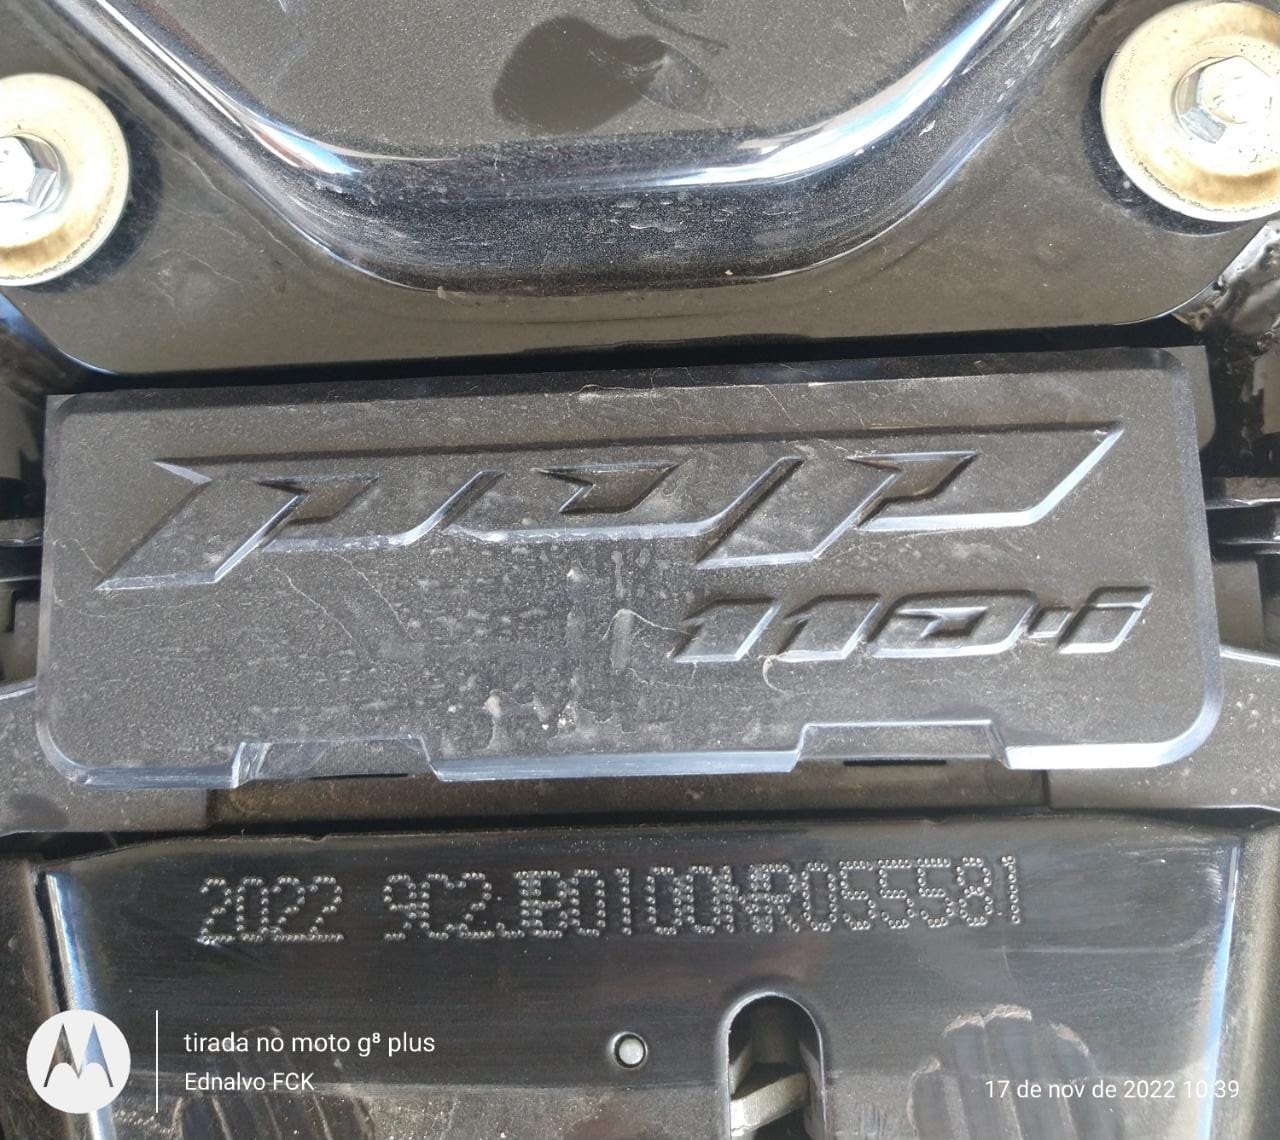 POP
110i
2022 9C2JB0100NR055581
tirada no moto g⁸ plus
Ednalvo FCK
17 de nov de 2022 10:39